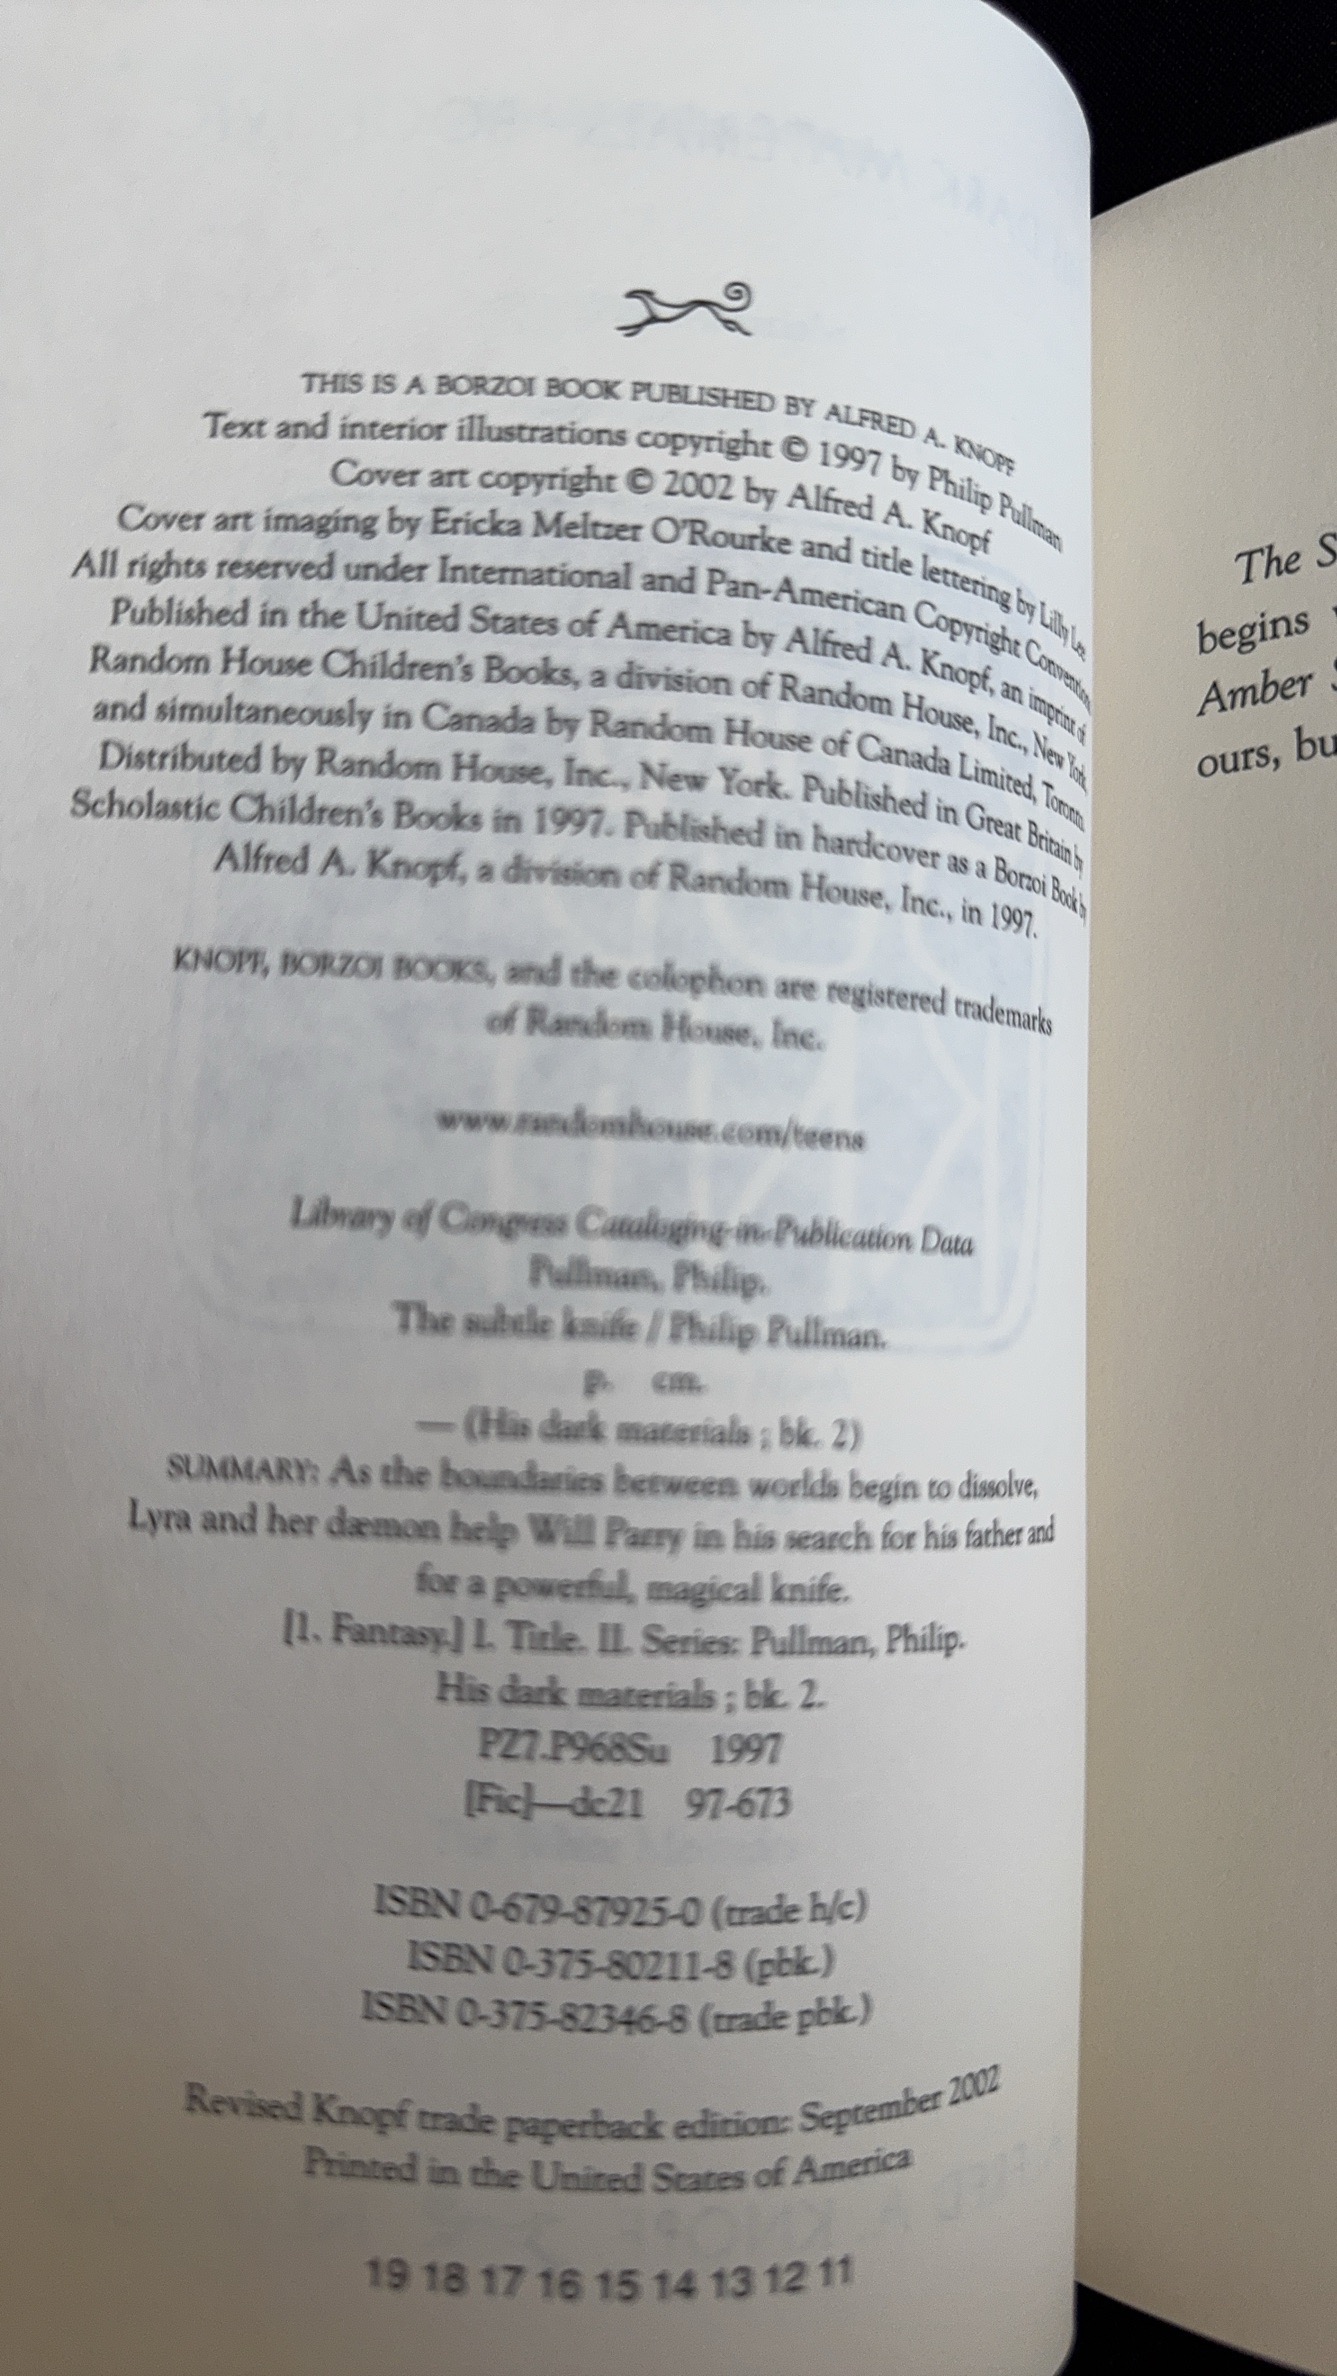 THIS IS A BORZOI BOOK PUBLISHED BY ALFRED A. KNOPF
Text and interior illustrations copyright © 1997 by Philip Pullman
Cover art copyright © 2002 by Alfred A. Knopf
Cover art imaging by Ericka Meltzer O'Rourke and title lettering by Lilly Lee
All rights reserved under International and Pan-American Copyright Conventions.
Published in the United States of America by Alfred A. Knopf, an imprint of
Random House Children's Books, a division of Random House, Inc., New York,
and simultaneously in Canada by Random House of Canada Limited, Toronto.
Distributed by Random House, Inc., New York. Published in Great Britain by
Scholastic Children's Books in 1997. Published in hardcover as a Borzoi Book by
Alfred A. Knopf, a division of Random House, Inc., in 1997.
KNOPF, BORZOI BOOKS, and the colophon are registered trademarks
of Random House, Inc.
www.randomhouse.com/teens
Library of Congress Cataloging-in-Publication Data
Pullman, Philip.
The subtle knife / Philip Pullman.
p. cm.
— (His dark materials ; bk. 2)
SUMMARY: As the boundaries between worlds begin to dissolve,
Lyra and her dæmon help Will Parry in his search for his father and
for a powerful, magical knife.
[1. Fantasy.] I. Title. II. Series: Pullman, Philip.
His dark materials ; bk. 2.
PZ7.P968Su 1997
[Fic]—dc21 97-673
ISBN 0-679-87925-0 (trade h/c)
ISBN 0-375-80211-8 (pbk.)
ISBN 0-375-82346-8 (trade pbk.)
Revised Knopf trade paperback edition: September 2002
Printed in the United States of America
19 18 17 16 15 14 13 12 11
The S
begins
Amber
ours, bu